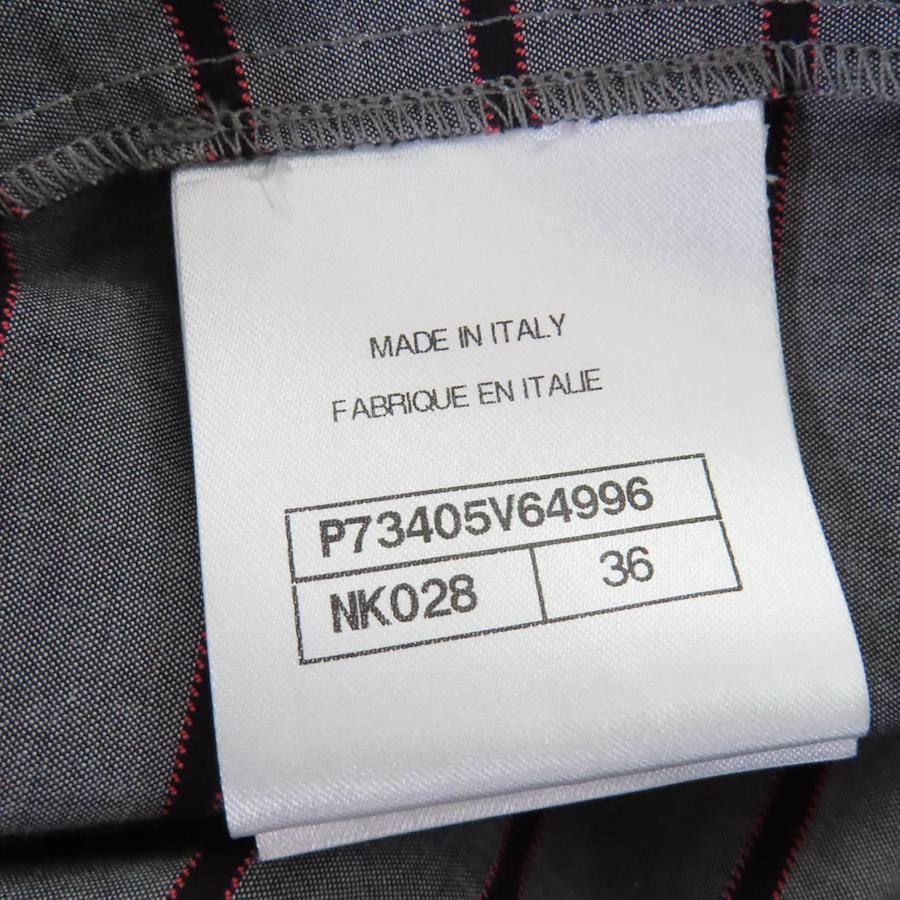 MADE IN ITALY
FABRIQUE EN ITALIE
P73405V64996
NK028 36